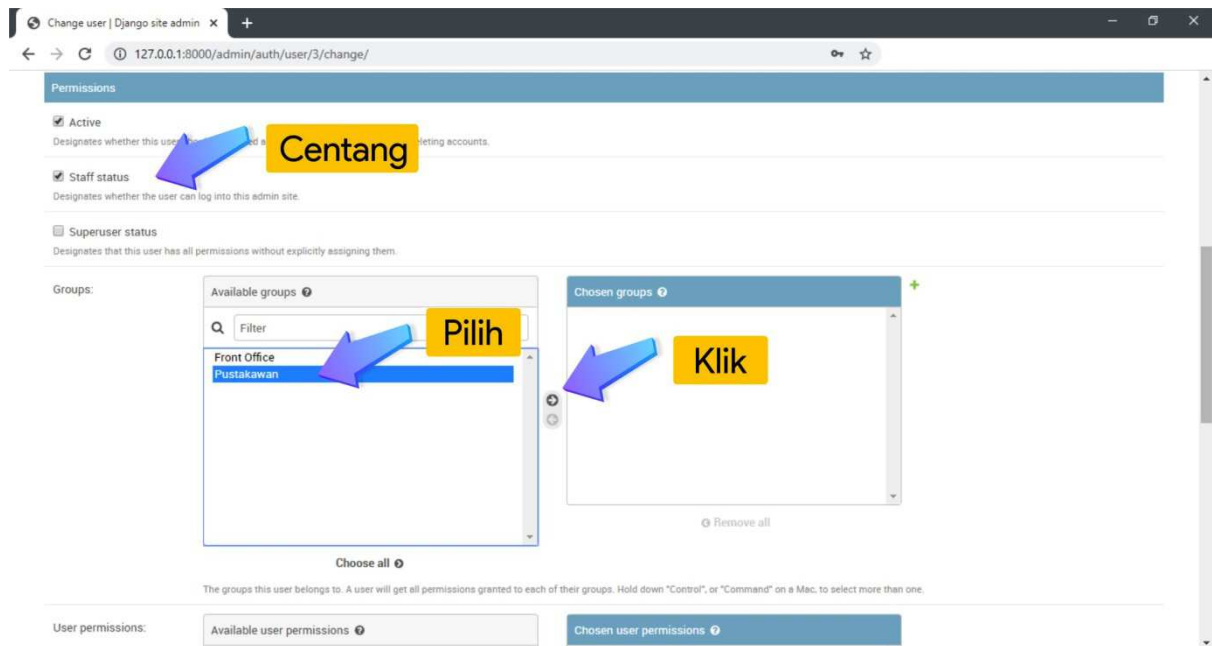 Change user | Django site admin
127.0.0.1:8000/admin/auth/user/3/change/
Permissions
Active
Designates whether this user eleting accounts.
Centang
Staff status
Designates whether the user can log into this admin site.
Superuser status
Designates that this user has all permissions without explicitly assigning them.
Groups:
Available groups
Chosen groups
Filter
Pilih
Front Office
Pustakawan
Klik
Remove all
Choose all
The groups this user belongs to. A user will get all permissions granted to each of their groups. Hold down "Control", or "Command" on a Mac, to select more than one.
User permissions:
Available user permissions
Chosen user permissions